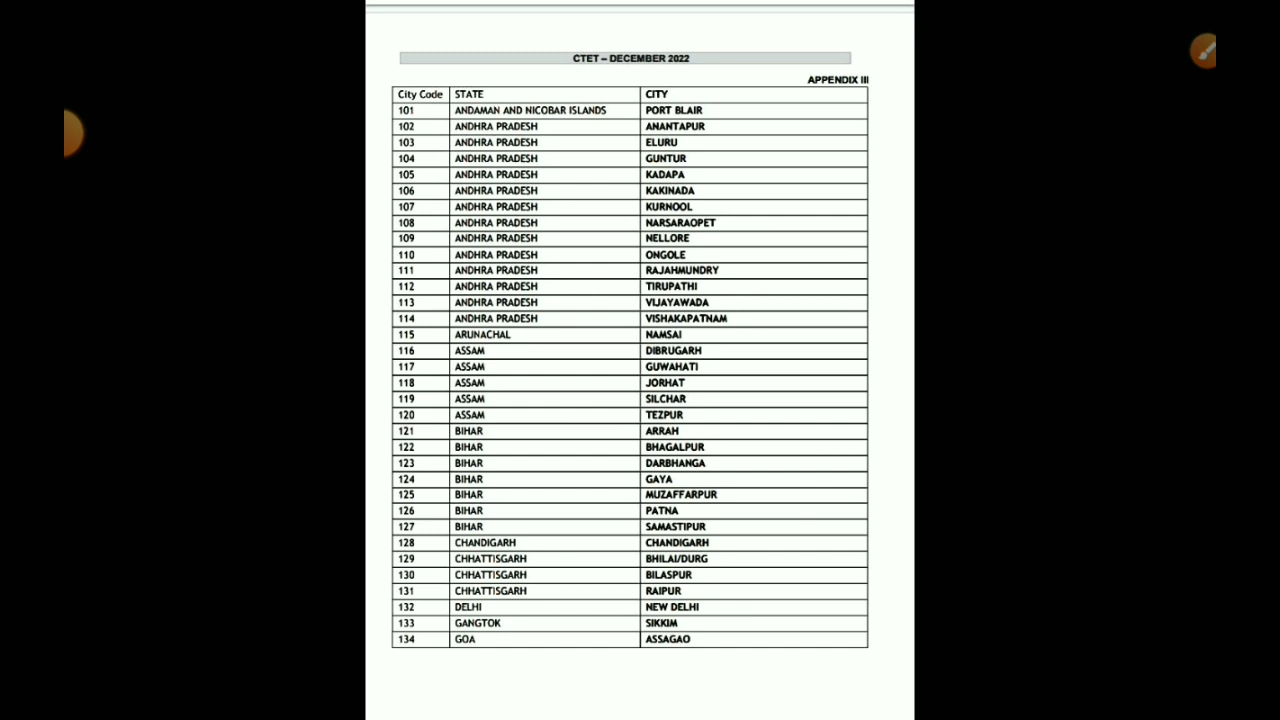 CTET – DECEMBER 2022
APPENDIX III
City Code STATE CITY
101 ANDAMAN AND NICOBAR ISLANDS PORT BLAIR
102 ANDHRA PRADESH ANANTAPUR
103 ANDHRA PRADESH ELURU
104 ANDHRA PRADESH GUNTUR
105 ANDHRA PRADESH KADAPA
106 ANDHRA PRADESH KAKINADA
107 ANDHRA PRADESH KURNOOL
108 ANDHRA PRADESH NARSARAOPET
109 ANDHRA PRADESH NELLORE
110 ANDHRA PRADESH ONGOLE
111 ANDHRA PRADESH RAJAHMUNDRY
112 ANDHRA PRADESH TIRUPATHI
113 ANDHRA PRADESH VIJAYAWADA
114 ANDHRA PRADESH VISHAKAPATNAM
115 ARUNACHAL NAMSAI
116 ASSAM DIBRUGARH
117 ASSAM GUWAHATI
118 ASSAM JORHAT
119 ASSAM SILCHAR
120 ASSAM TEZPUR
121 BIHAR ARRAH
122 BIHAR BHAGALPUR
123 BIHAR DARBHANGA
124 BIHAR GAYA
125 BIHAR MUZAFFARPUR
126 BIHAR PATNA
127 BIHAR SAMASTIPUR
128 CHANDIGARH CHANDIGARH
129 CHHATTISGARH BHILAI/DURG
130 CHHATTISGARH BILASPUR
131 CHHATTISGARH RAIPUR
132 DELHI NEW DELHI
133 GANGTOK SIKKIM
134 GOA ASSAGAO